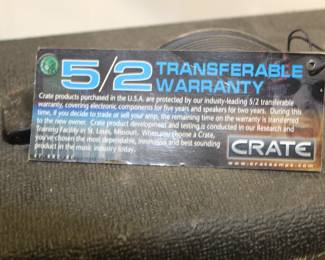 5/2 TRANSFERABLE
WARRANTY
Crate products purchased in the U.S.A. are protected by our industy-leading 5/2 transferable
warranty, covering electronic components for five years and speakers for two years. During this
time, if you decide to trade or sell your amp, the remaining time on the warranty is transferred
to the new owner. Crate product development and testing is conducted in our Research and
Training Facility in St. Louis, Missouri. When you choose a Crate,
you've chosen the most dependable, innovative and best sounding
product in the music industry today.
CRATE
www.crateamps.com